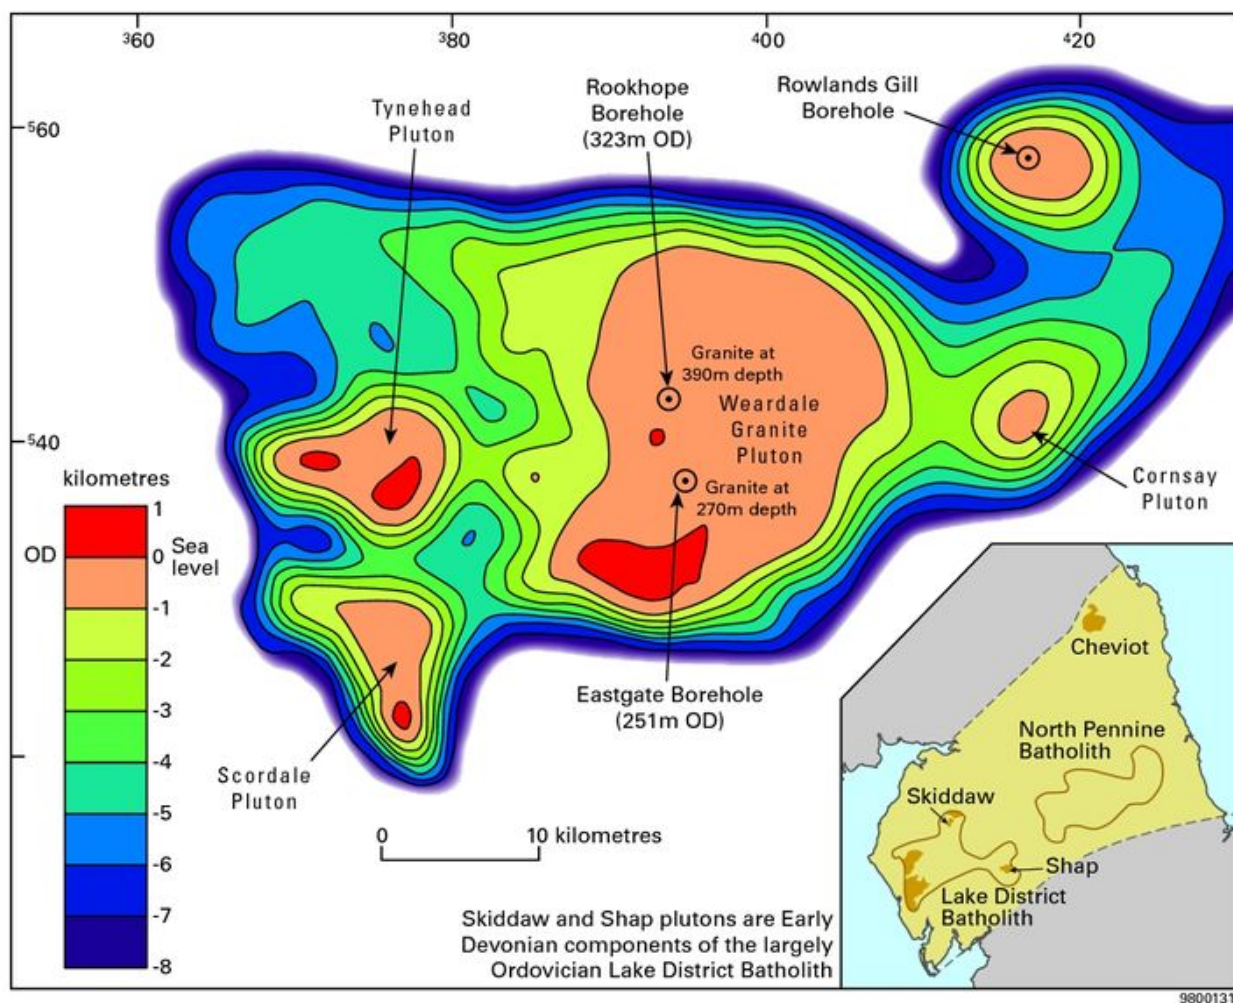 ³60
³80
⁴00
⁴20
⁵60
⁵40
Tynehead
Pluton
Rookhope
Borehole
(323m OD)
Rowlands Gill
Borehole
Granite at
390m depth
Weardale
Granite
Pluton
Granite at
270m depth
Cornsay
Pluton
Eastgate Borehole
(251m OD)
Scordale
Pluton
kilometres
1
OD
0 Sea
level
-1
-2
-3
-4
-5
-6
-7
-8
0
10 kilometres
Skiddaw and Shap plutons are Early
Devonian components of the largely
Ordovician Lake District Batholith
Cheviot
North Pennine
Batholith
Skiddaw
Shap
Lake District
Batholith
9800131